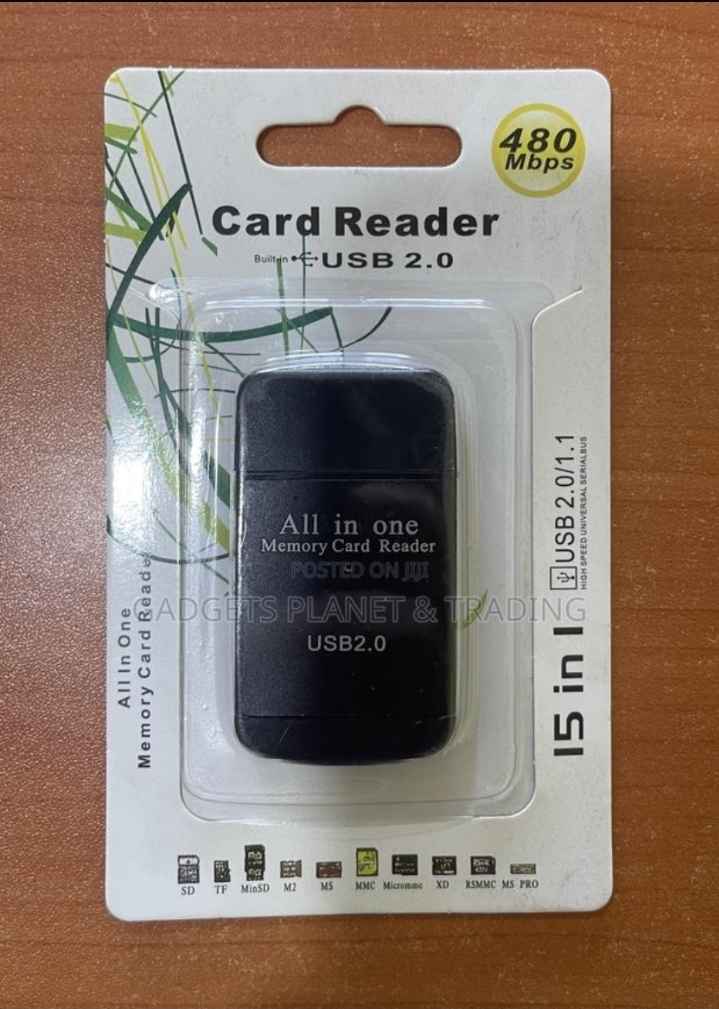 480
Mbps
Card Reader
Built-in USB 2.0
All in one
Memory Card Reader
POSTED ON JIJI
GADGETS PLANET & TRADING
USB2.0
All In One
Memory Card Reader
USB 2.0/1.1
HIGH SPEED UNIVERSAL SERIALBUS
15 in 1
SD TF MinSD M2 MS MMC Micrommc XD RSMMC MS PRO